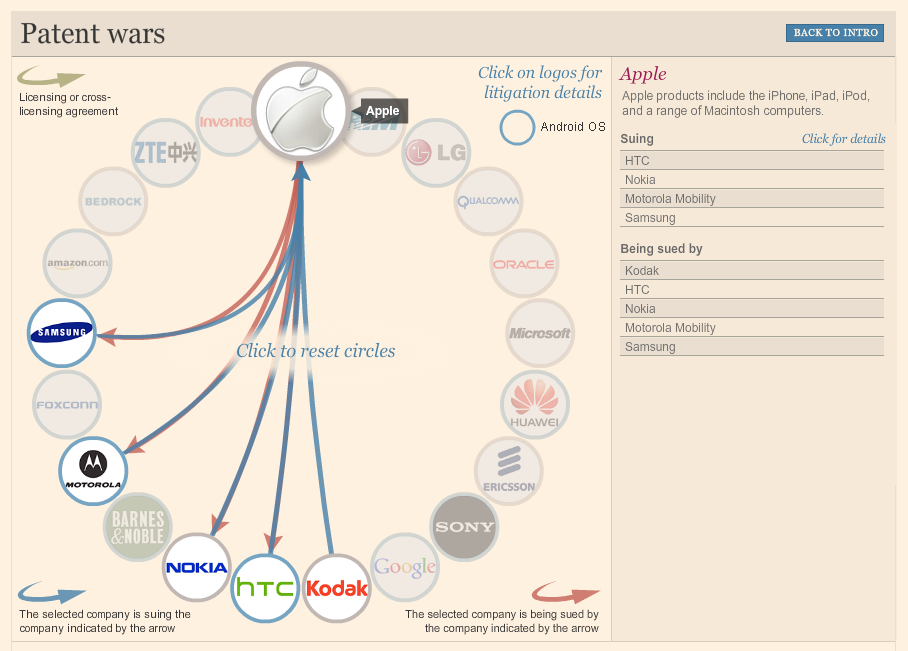 Patent wars
BACK TO INTRO
Licensing or cross-
licensing agreement
Click on logos for
litigation details
Android OS
Apple
Invente
LG
ZTE中兴
QUALCOMM
BEDROCK
ORACLE
amazon.com
Microsoft
SAMSUNG
Click to reset circles
FOXCONN
HUAWEI
MOTOROLA
ERICSSON
BARNES
&NOBLE
SONY
NOKIA
hTC
Kodak
Google
The selected company is suing the
company indicated by the arrow
The selected company is being sued by
the company indicated by the arrow
Apple
Apple products include the iPhone, iPad, iPod,
and a range of Macintosh computers.
Suing
Click for details
HTC
Nokia
Motorola Mobility
Samsung
Being sued by
Kodak
HTC
Nokia
Motorola Mobility
Samsung